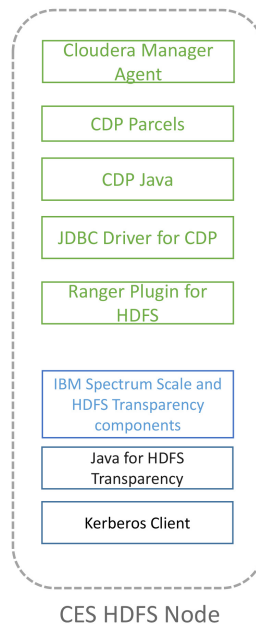 Cloudera Manager
Agent
CDP Parcels
CDP Java
JDBC Driver for CDP
Ranger Plugin for
HDFS
IBM Spectrum Scale and
HDFS Transparency
components
Java for HDFS
Transparency
Kerberos Client
CES HDFS Node